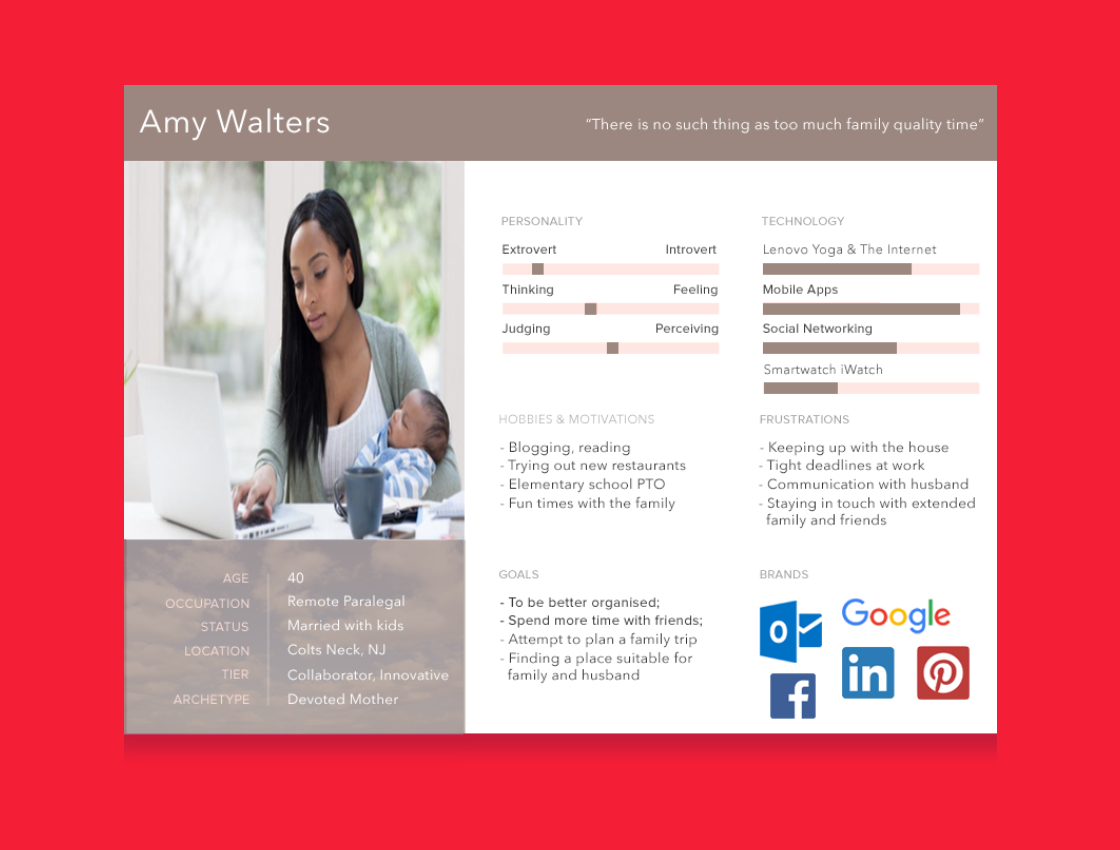 Amy Walters
“There is no such thing as too much family quality time”
AGE 40
OCCUPATION Remote Paralegal
STATUS Married with kids
LOCATION Colts Neck, NJ
TIER Collaborator, Innovative
ARCHETYPE Devoted Mother
PERSONALITY
Extrovert Introvert
Thinking Feeling
Judging Perceiving
TECHNOLOGY
Lenovo Yoga & The Internet
Mobile Apps
Social Networking
Smartwatch iWatch
HOBBIES & MOTIVATIONS
- Blogging, reading
- Trying out new restaurants
- Elementary school PTO
- Fun times with the family
FRUSTRATIONS
- Keeping up with the house
- Tight deadlines at work
- Communication with husband
- Staying in touch with extended
family and friends
GOALS
- To be better organised;
- Spend more time with friends;
- Attempt to plan a family trip
- Finding a place suitable for
family and husband
BRANDS
O
Google
in
f